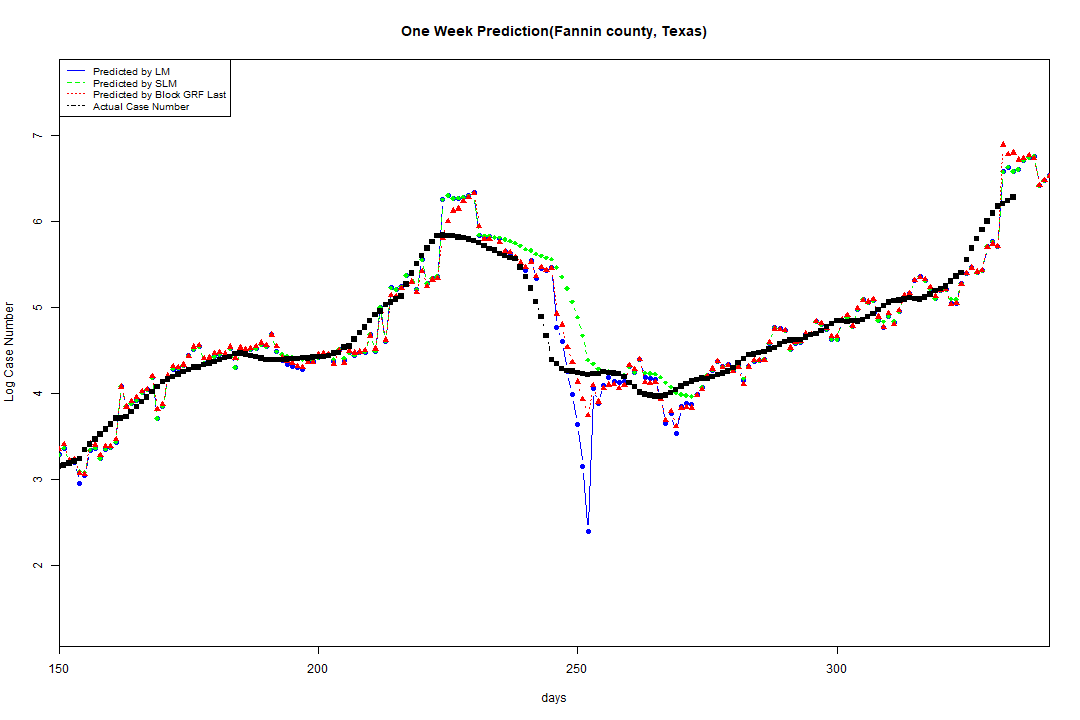 One Week Prediction(Fannin county, Texas)
Predicted by LM
Predicted by SLM
Predicted by Block GRF Last
Actual Case Number
7
6
5
4
3
2
Log Case Number
150 200 250 300
days